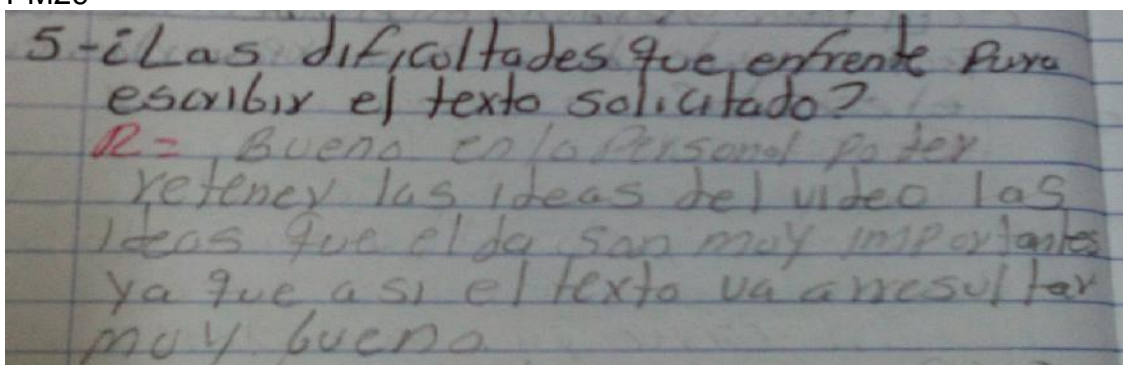 5-¿Las dificultades que enfrente Para
escribir el texto solicitado?
R= Bueno en lo Personal Poder
retener las ideas del video las
ideas que el da son muy importantes
ya que asi el texto va arresultar
muy bueno